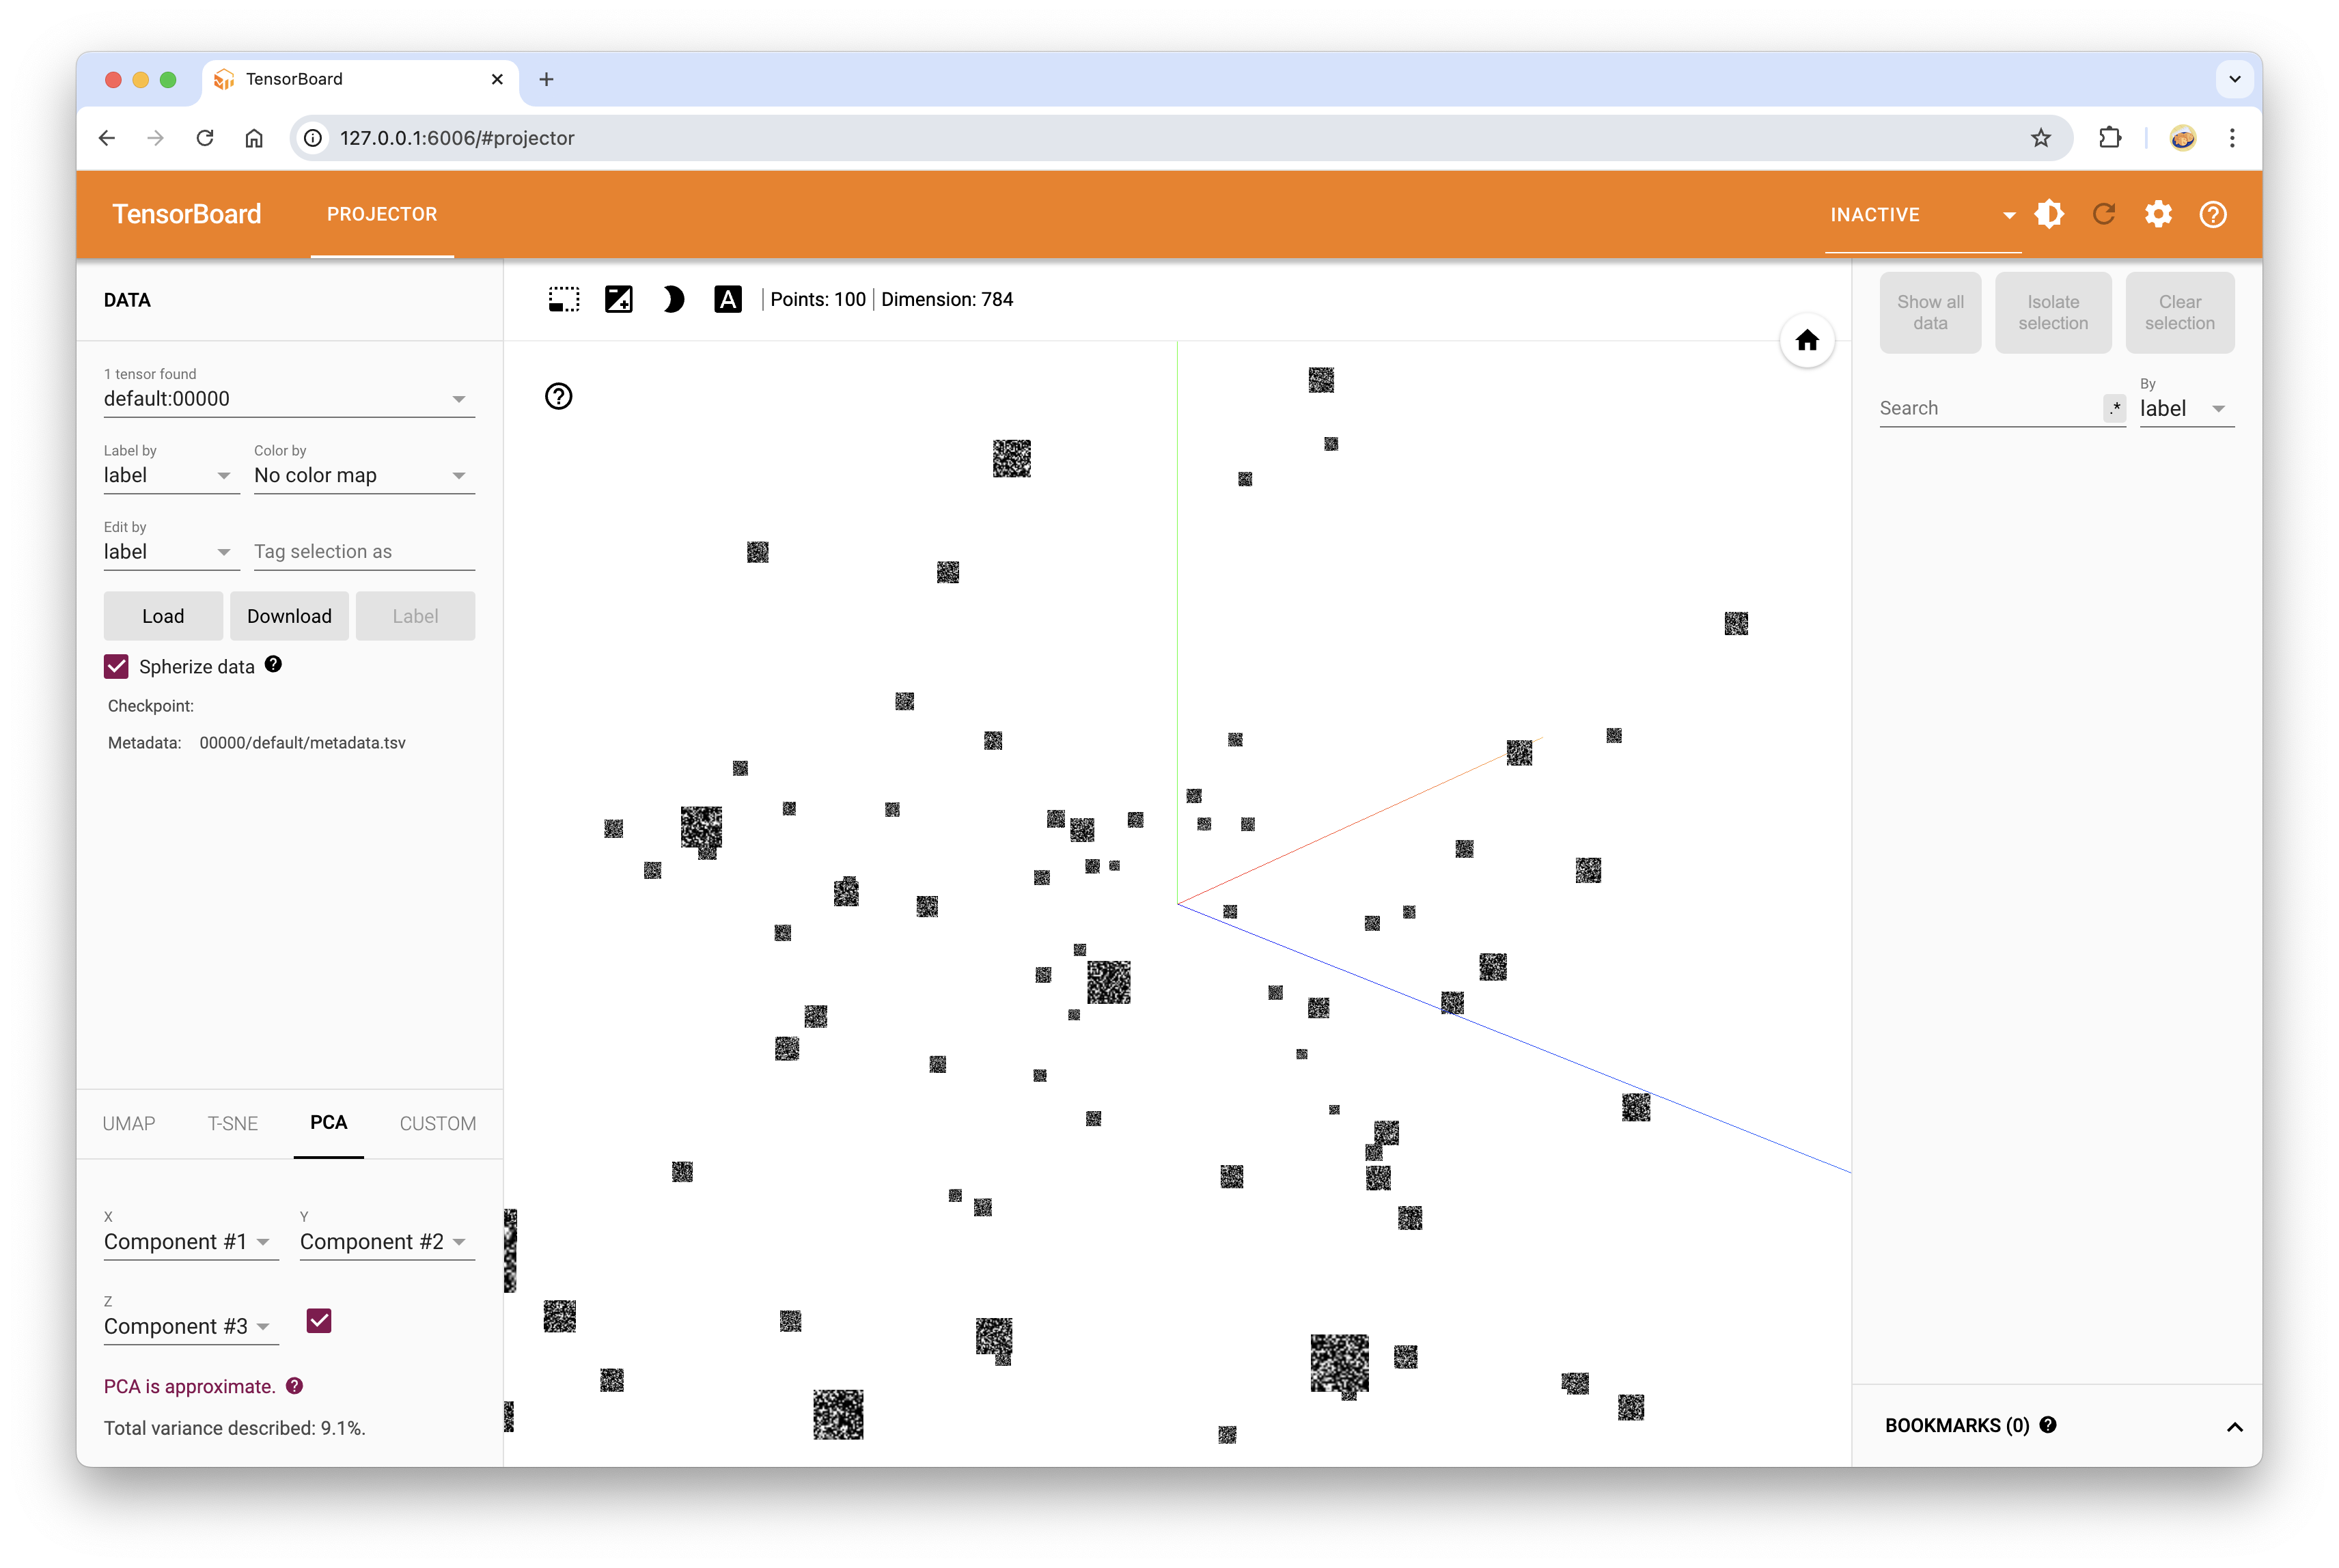 TensorBoard
127.0.0.1:6006/#projector
TensorBoard
PROJECTOR
INACTIVE
DATA
Points: 100
Dimension: 784
Show all data
Isolate selection
Clear selection
1 tensor found
default:00000
Search
.*
By
label
Label by
label
Color by
No color map
Edit by
label
Tag selection as
Load
Download
Label
Spherize data
Checkpoint:
Metadata: 00000/default/metadata.tsv
UMAP
T-SNE
PCA
CUSTOM
X
Component #1
Y
Component #2
Z
Component #3
PCA is approximate.
Total variance described: 9.1%.
BOOKMARKS (0)
A